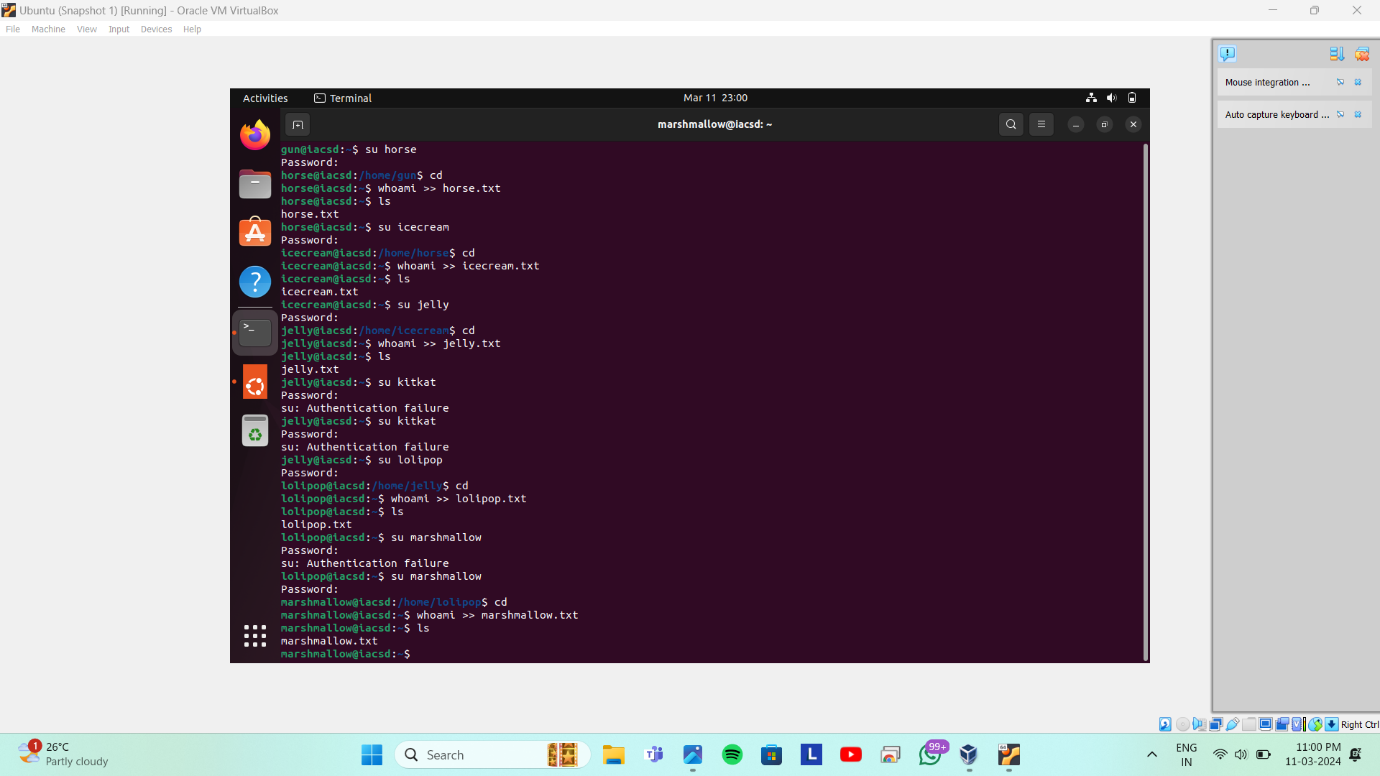 Ubuntu (Snapshot 1) [Running] - Oracle VM VirtualBox
File Machine View Input Devices Help
Mouse integration ...
Auto capture keyboard ...
Activities Terminal Mar 11 23:00
marshmallow@iacsd: ~
gun@iacsd:~$ su horse
Password:
horse@iacsd:/home/gun$ cd
horse@iacsd:~$ whoami >> horse.txt
horse@iacsd:~$ ls
horse.txt
horse@iacsd:~$ su icecream
Password:
icecream@iacsd:/home/horse$ cd
icecream@iacsd:~$ whoami >> icecream.txt
icecream@iacsd:~$ ls
icecream.txt
icecream@iacsd:~$ su jelly
Password:
jelly@iacsd:/home/icecream$ cd
jelly@iacsd:~$ whoami >> jelly.txt
jelly@iacsd:~$ ls
jelly.txt
jelly@iacsd:~$ su kitkat
Password:
su: Authentication failure
jelly@iacsd:~$ su kitkat
Password:
su: Authentication failure
jelly@iacsd:~$ su lolipop
Password:
lolipop@iacsd:/home/jelly$ cd
lolipop@iacsd:~$ whoami >> lolipop.txt
lolipop@iacsd:~$ ls
lolipop.txt
lolipop@iacsd:~$ su marshmallow
Password:
su: Authentication failure
lolipop@iacsd:~$ su marshmallow
Password:
marshmallow@iacsd:/home/lolipop$ cd
marshmallow@iacsd:~$ whoami >> marshmallow.txt
marshmallow@iacsd:~$ ls
marshmallow.txt
marshmallow@iacsd:~$
Right Ctrl
1
26°C
Partly cloudy
Search
L
99+
ENG
IN
11:00 PM
11-03-2024